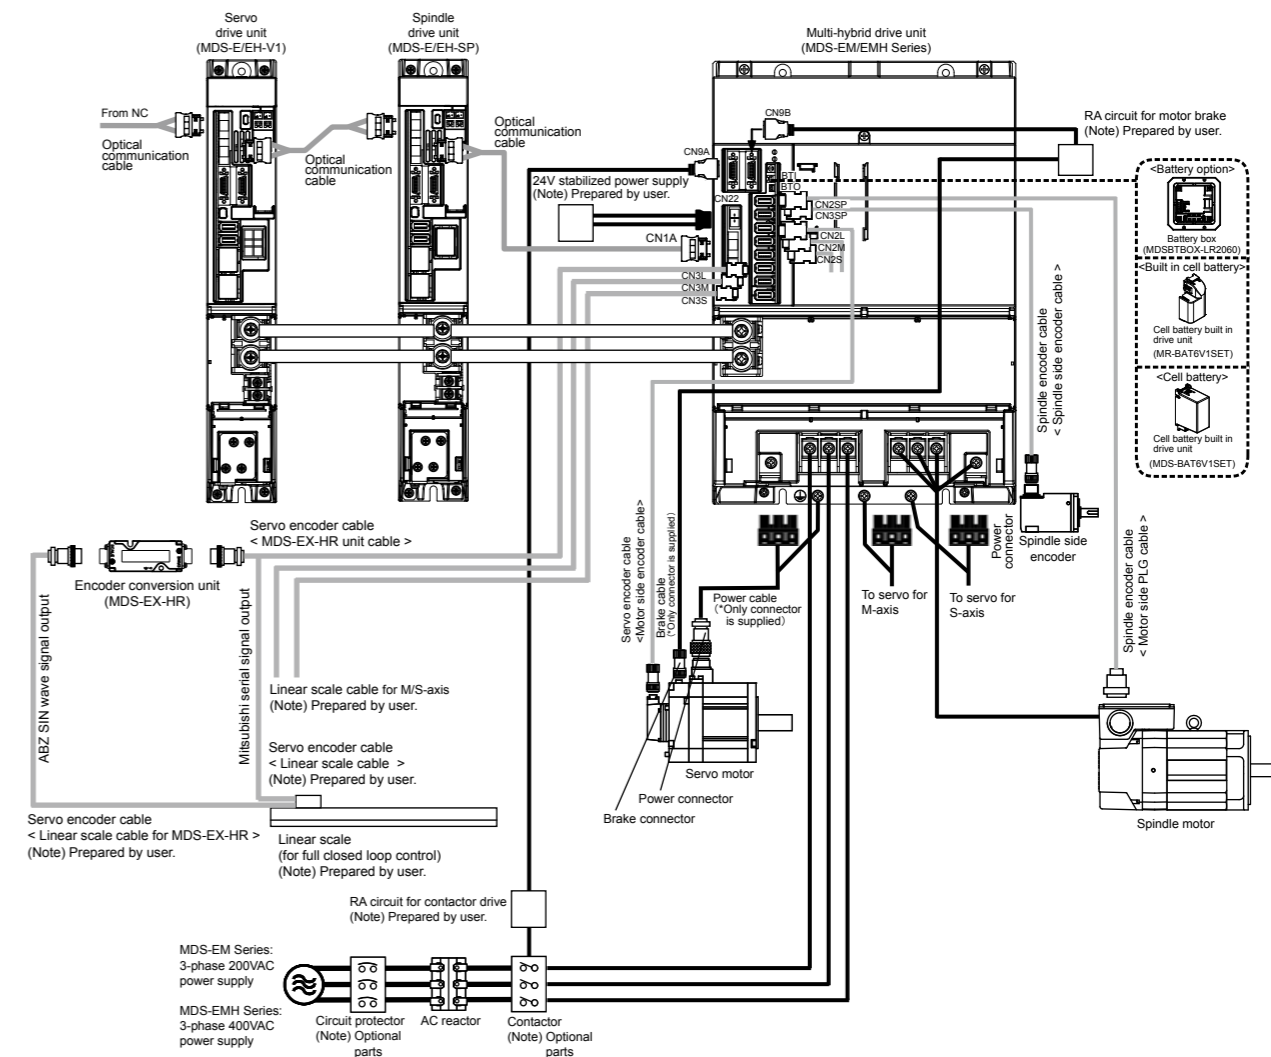 Servo
drive unit
(MDS-E/EH-V1)
Spindle
drive unit
(MDS-E/EH-SP)
Multi-hybrid drive unit
(MDS-EM/EMH Series)
From NC
Optical
communication
cable
Optical
communication
cable
Optical
communication
cable
CN9B
CN9A
RA circuit for motor brake
(Note) Prepared by user.
24V stabilized power supply
(Note) Prepared by user.
BTI
BTO
CN22
CN2SP
CN3SP
CN1A
CN2L
CN2M
CN2S
CN3L
CN3M
CN3S
<Battery option>
Battery box
(MDSBTBOX-LR2060)
<Built in cell battery>
Cell battery built in
drive unit
(MR-BAT6V1SET)
<Cell battery>
Cell battery built in
drive unit
(MDS-BAT6V1SET)
Spindle encoder cable
< Spindle side encoder cable >
Servo encoder cable
< MDS-EX-HR unit cable >
Encoder conversion unit
(MDS-EX-HR)
ABZ SIN wave signal output
Mitsubishi serial signal output
Servo encoder cable
<Motor side encoder cable>
Brake cable
(*Only connector is supplied)
Power cable
(*Only connector
is supplied)
To servo for
M-axis
To servo for
S-axis
Power
connector
Spindle side
encoder
Spindle encoder cable
< Motor side PLG cable >
Linear scale cable for M/S-axis
(Note) Prepared by user.
Servo encoder cable
< Linear scale cable >
(Note) Prepared by user.
Servo motor
Power connector
Brake connector
Spindle motor
Servo encoder cable
< Linear scale cable for MDS-EX-HR >
(Note) Prepared by user.
Linear scale
(for full closed loop control)
(Note) Prepared by user.
RA circuit for contactor drive
(Note) Prepared by user.
MDS-EM Series:
3-phase 200VAC
power supply
MDS-EMH Series:
3-phase 400VAC
power supply
Circuit protector
(Note) Optional
parts
AC reactor
Contactor
(Note) Optional
parts